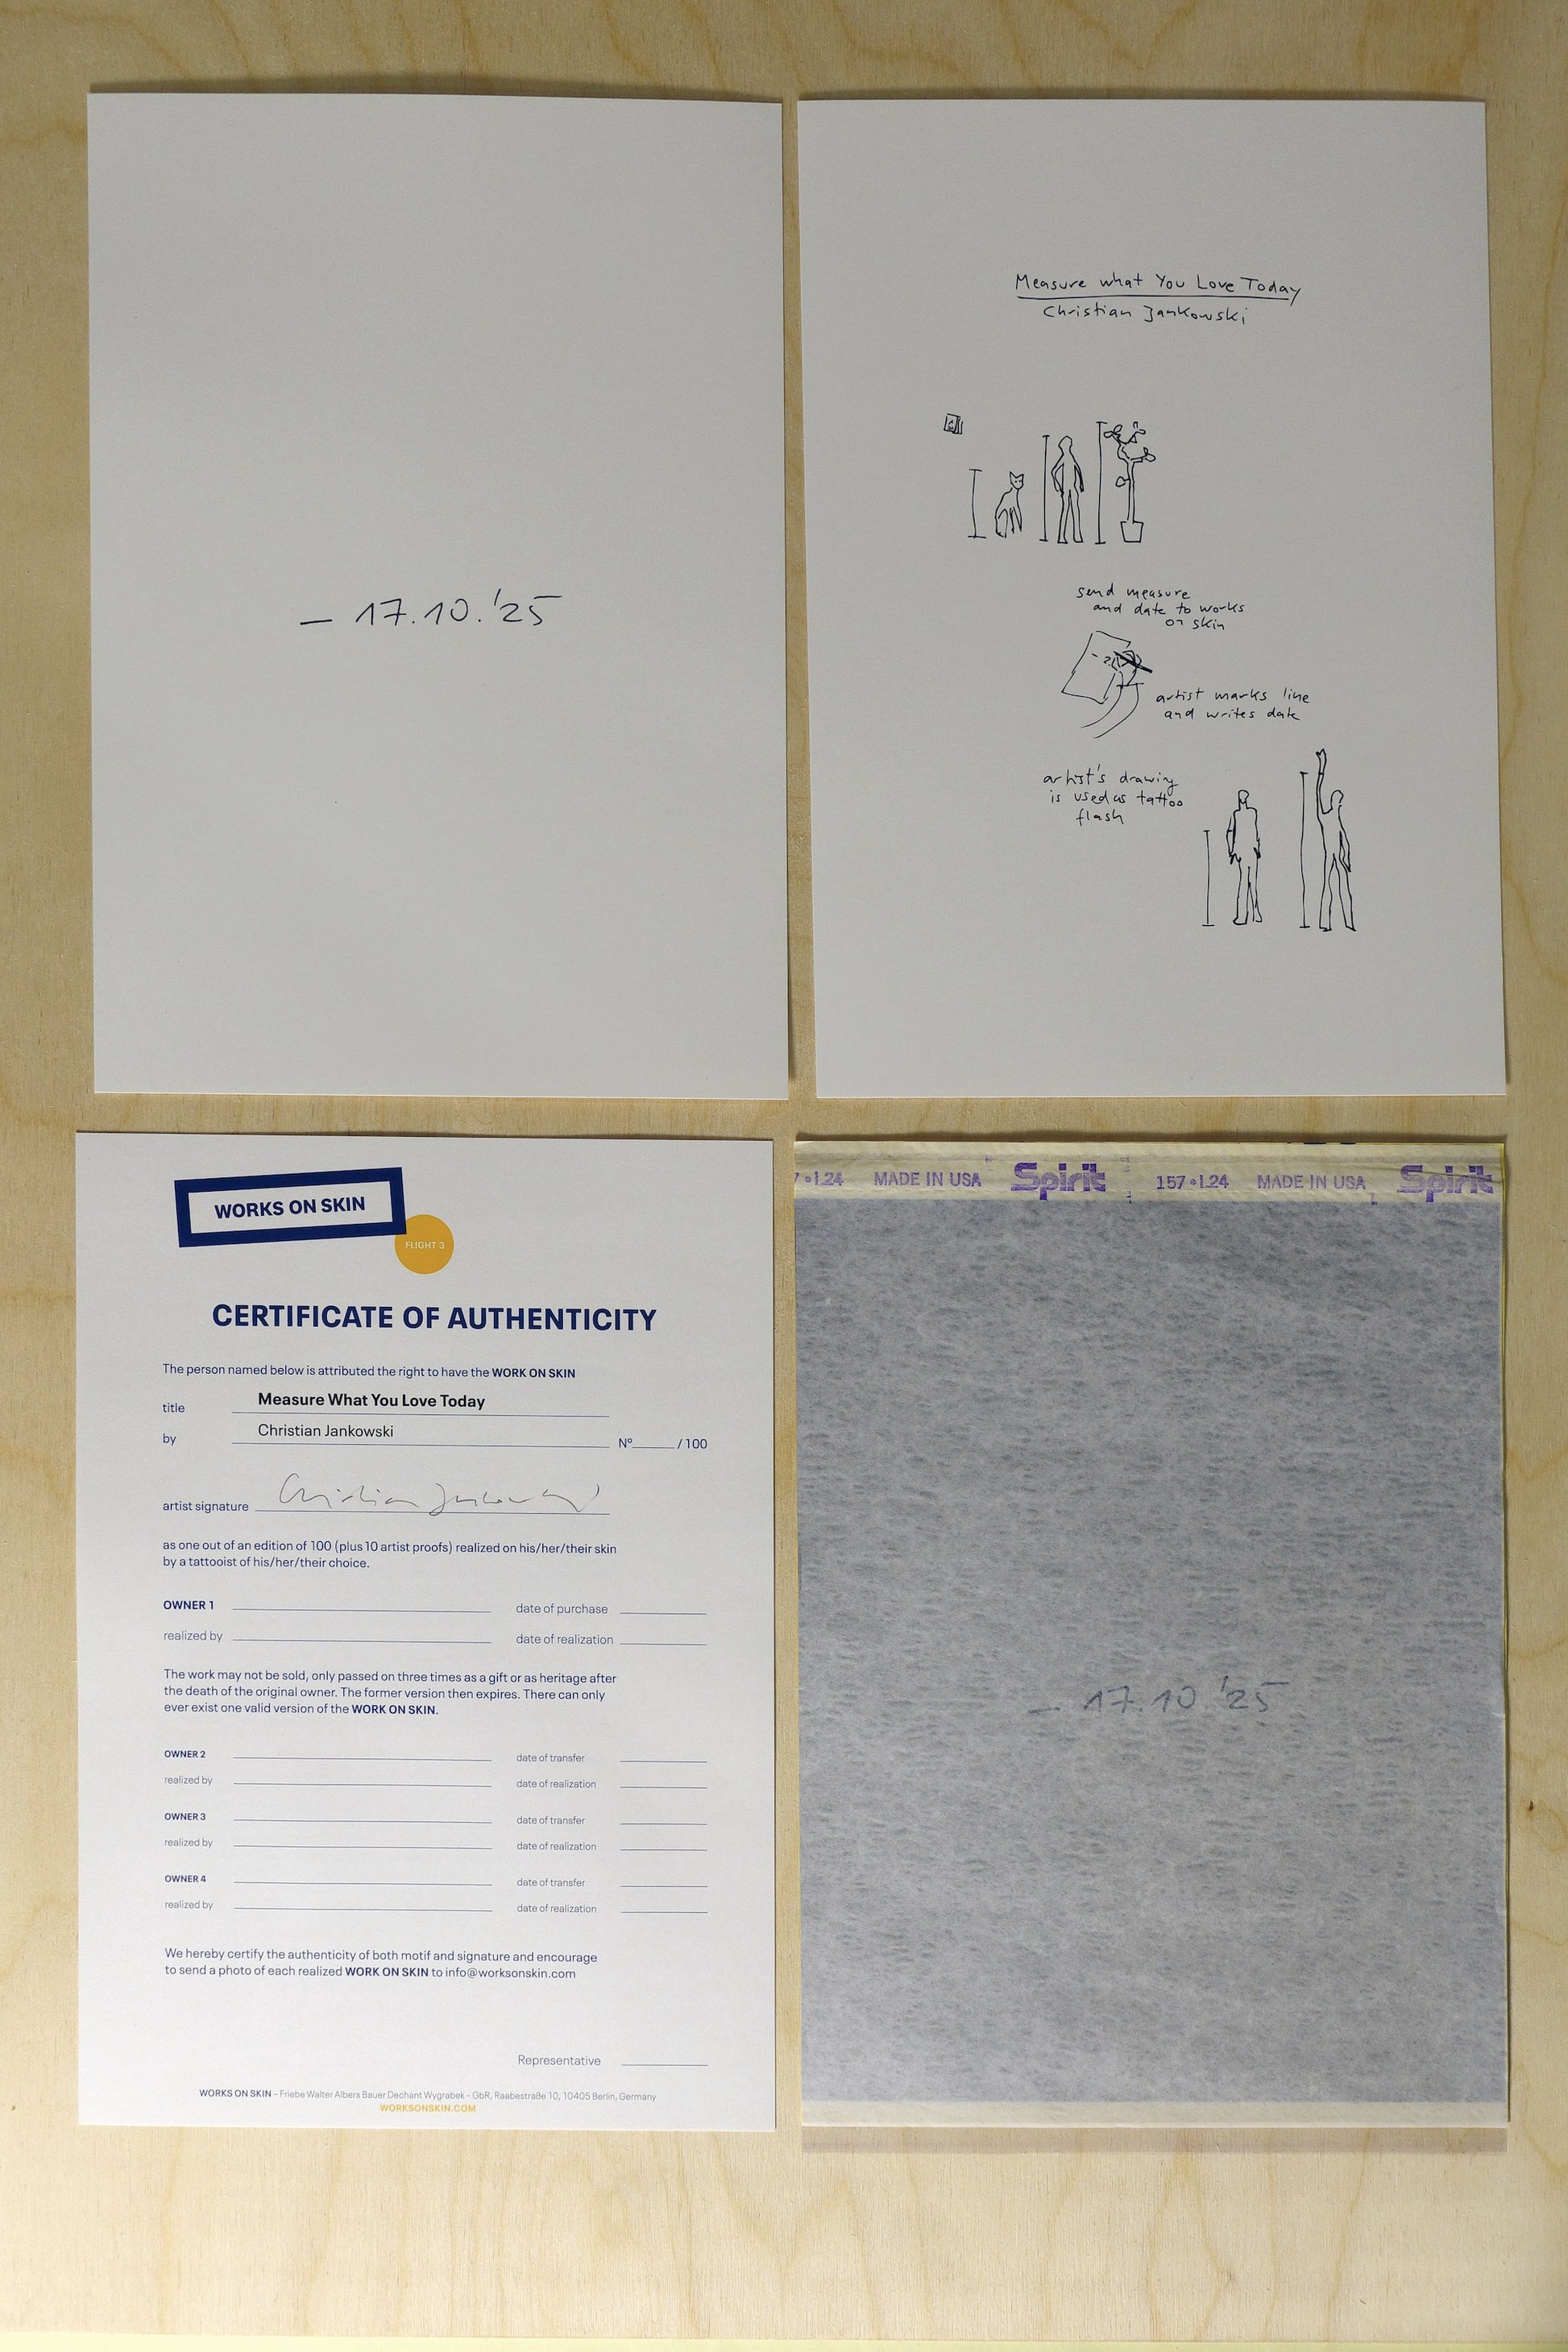 – 17.10.'25
Measure what You Love Today
Christian Jankowski
send measure
and date to works
on skin
artist marks line
and writes date
artist's drawing
is used as tattoo
flash
WORKS ON SKIN
FLIGHT 3
CERTIFICATE OF AUTHENTICITY
The person named below is attributed the right to have the WORK ON SKIN
title Measure What You Love Today
by Christian Jankowski Nº / 100
artist signature Christian Jankowski
as one out of an edition of 100 (plus 10 artist proofs) realized on his/her/their skin
by a tattooist of his/her/their choice.
OWNER 1 date of purchase
realized by date of realization
The work may not be sold, only passed on three times as a gift or as heritage after
the death of the original owner. The former version then expires. There can only
ever exist one valid version of the WORK ON SKIN.
OWNER 2 date of transfer
realized by date of realization
OWNER 3 date of transfer
realized by date of realization
OWNER 4 date of transfer
realized by date of realization
We hereby certify the authenticity of both motif and signature and encourage
to send a photo of each realized WORK ON SKIN to info@worksonskin.com
Representative
WORKS ON SKIN – Friebe Walter Albers Bauer Dechant Wygrabek – GbR, Raabestraße 10, 10405 Berlin, Germany
WORKSONSKIN.COM
7•L24 MADE IN USA Spirit 157•L24 MADE IN USA Spirit
– 17.10.'25